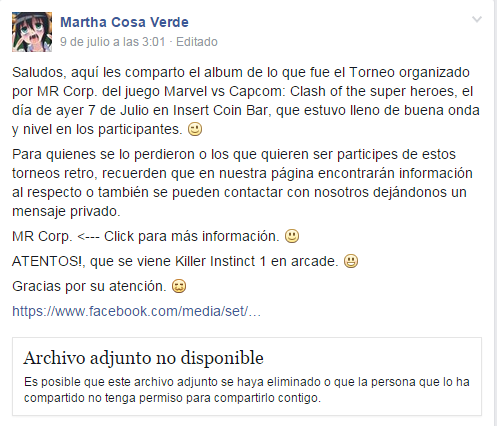 Martha Cosa Verde
9 de julio a las 3:01 · Editado
Saludos, aquí les comparto el album de lo que fue el Torneo organizado
por MR Corp. del juego Marvel vs Capcom: Clash of the super heroes, el
día de ayer 7 de Julio en Insert Coin Bar, que estuvo lleno de buena onda
y nivel en los participantes.
Para quienes se lo perdieron o los que quieren ser participes de estos
torneos retro, recuerden que en nuestra página encontrarán información
al respecto o también se pueden contactar con nosotros dejándonos un
mensaje privado.
MR Corp. <--- Click para más información.
ATENTOS!, que se viene Killer Instinct 1 en arcade.
Gracias por su atención.
https://www.facebook.com/media/set/…
Archivo adjunto no disponible
Es posible que este archivo adjunto se haya eliminado o que la persona que lo ha
compartido no tenga permiso para compartirlo contigo.